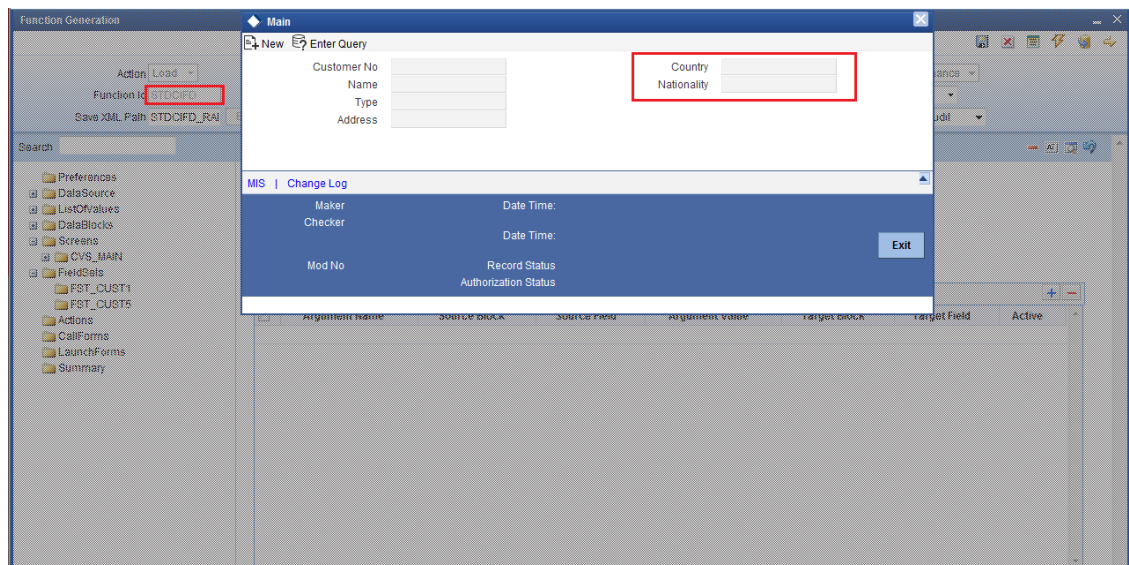 Function Generation
Main
New Enter Query
Customer No
Country
Name
Nationality
Type
Address
Action Load
Function Id STDCIFD
Save XML Path STDCIFD_RAI
ance
udit
Search
Preferences
DataSource
ListOfValues
DataBlocks
Screens
CVS_MAIN
FieldSets
FST_CUST1
FST_CUST5
Actions
CallForms
LaunchForms
Summary
MIS | Change Log
Maker Date Time:
Checker
Date Time:
Exit
Mod No Record Status
Authorization Status
Argument Name Source Block Source Field Argument Value Target Block Target Field Active